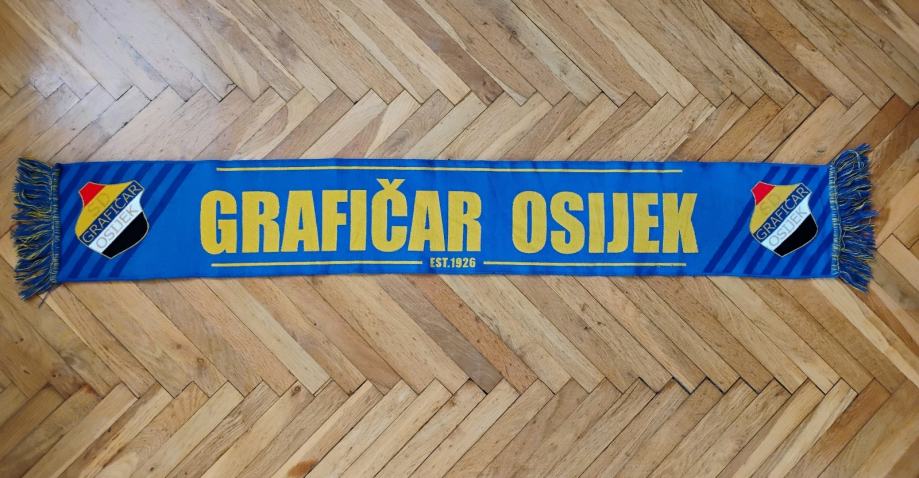 GRAFIČAR OSIJEK
EST.1926
Š.D.
GRAFIČAR
OSIJEK
Š.D.
GRAFIČAR
OSIJEK